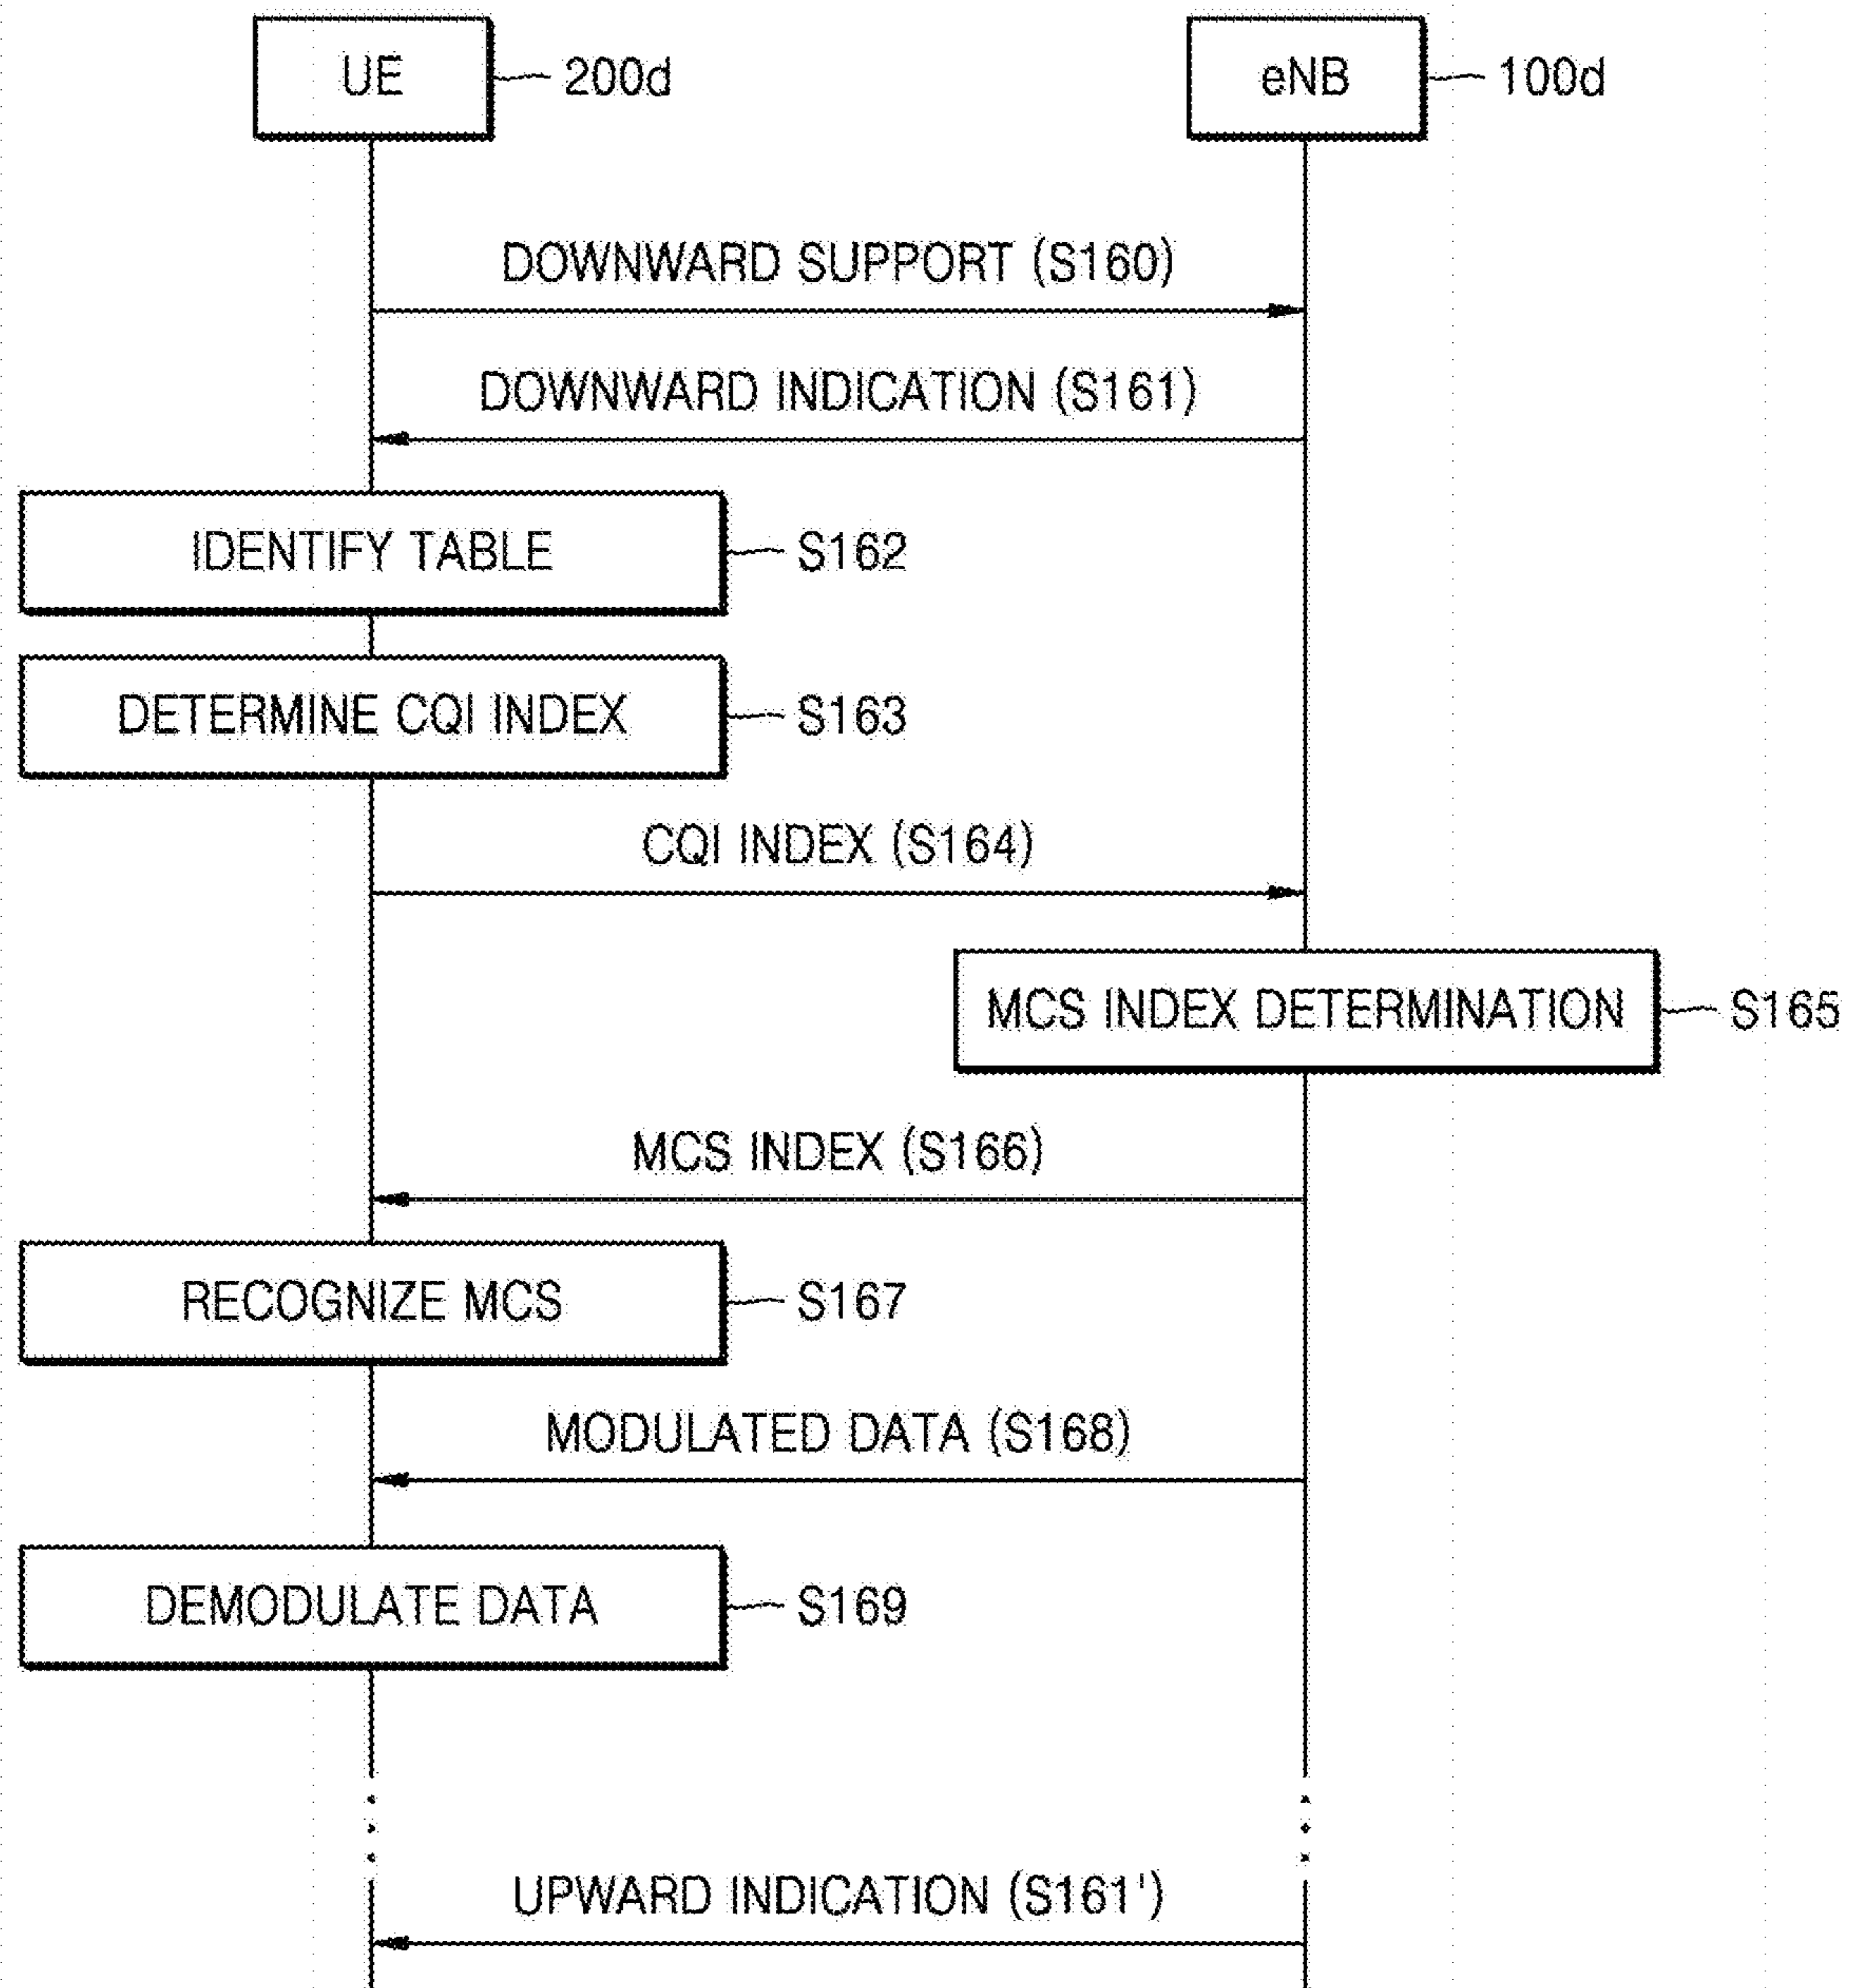 UE 200d
eNB 100d
DOWNWARD SUPPORT (S160)
DOWNWARD INDICATION (S161)
IDENTIFY TABLE S162
DETERMINE CQI INDEX S163
CQI INDEX (S164)
MCS INDEX DETERMINATION S165
MCS INDEX (S166)
RECOGNIZE MCS S167
MODULATED DATA (S168)
DEMODULATE DATA S169
UPWARD INDICATION (S161')